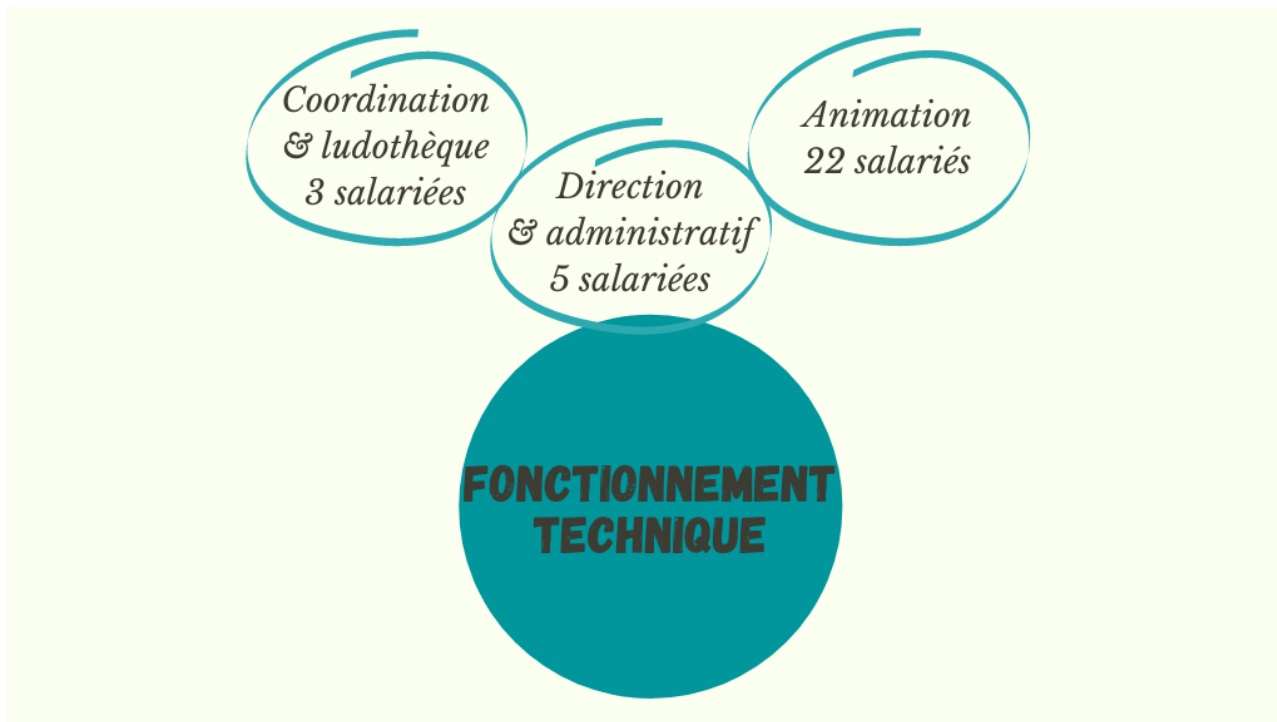 Coordination
& ludothèque
3 salariées
Direction
& administratif
5 salariées
Animation
22 salariés
FONCTIONNEMENT
TECHNIQUE